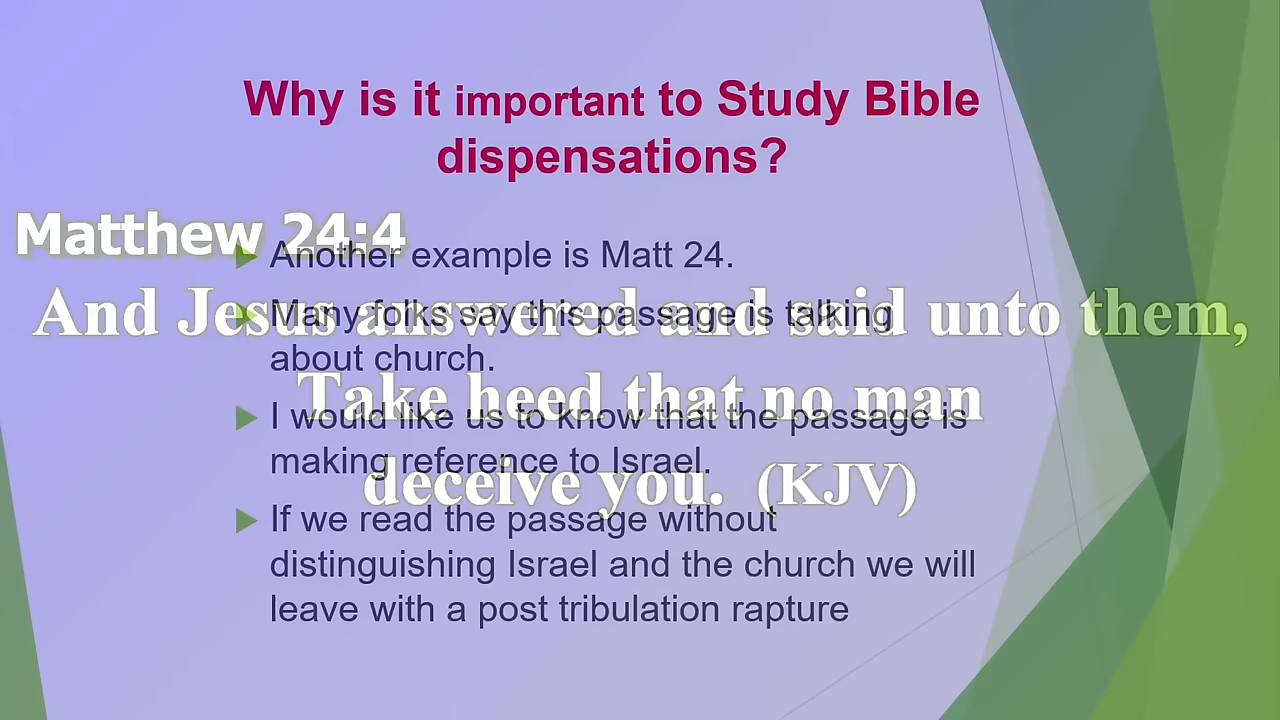 Why is it important to Study Bible
dispensations?
Matthew 24:4
Another example is Matt 24.
And Jesus answered and said unto them,
Many folks say this passage is talking
about church.
Take heed that no man
I would like us to know that the passage is
making reference to Israel.
deceive you. (KJV)
If we read the passage without
distinguishing Israel and the church we will
leave with a post tribulation rapture